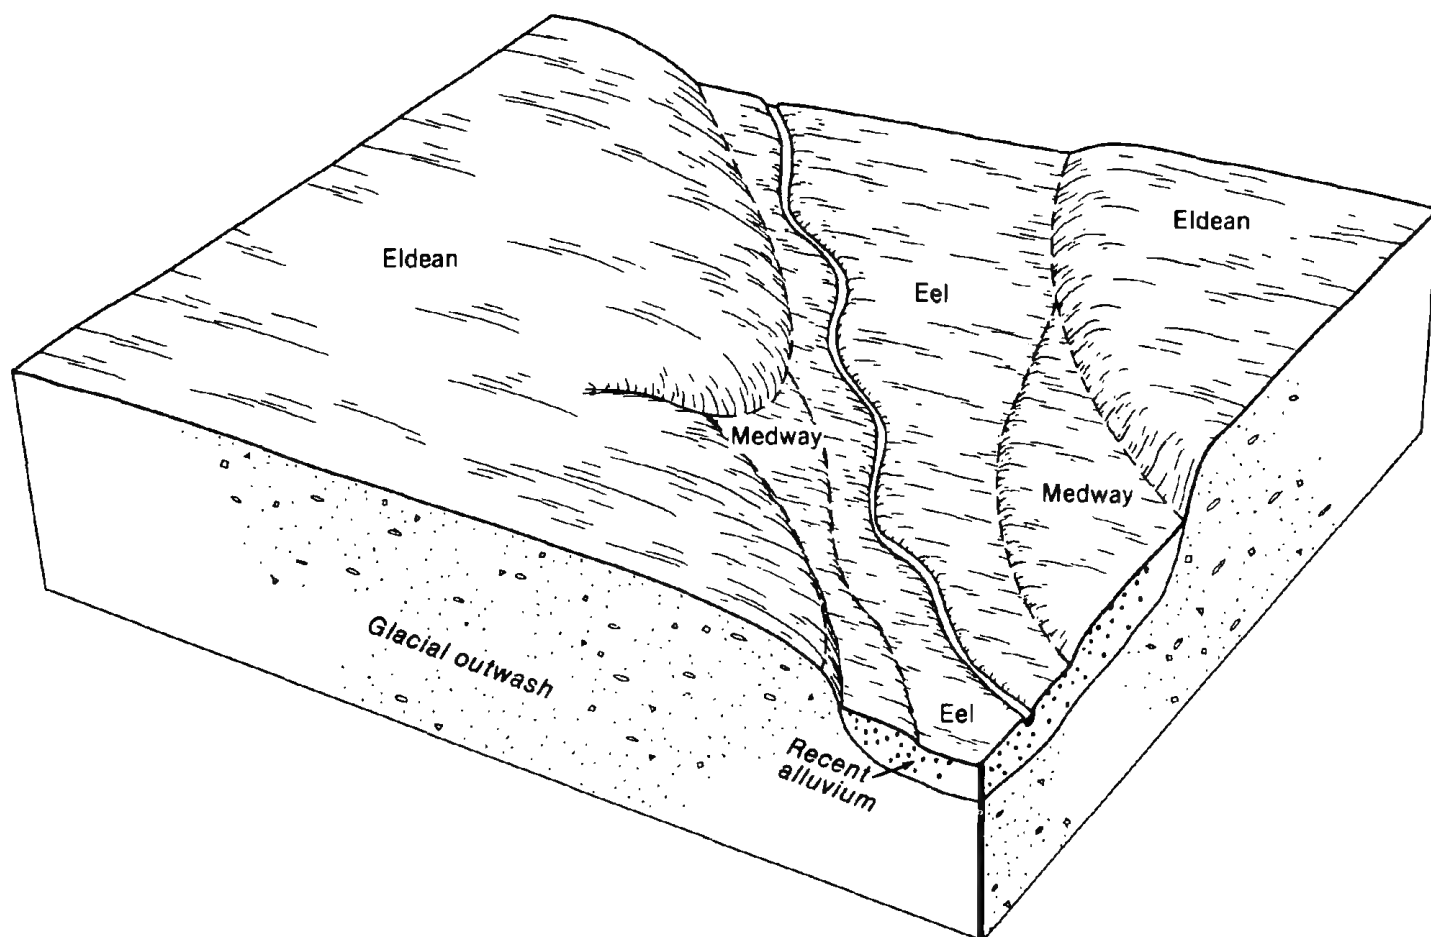 Eldean
Eldean
Eel
Medway
Medway
Glacial outwash
Eel
Recent
alluvium